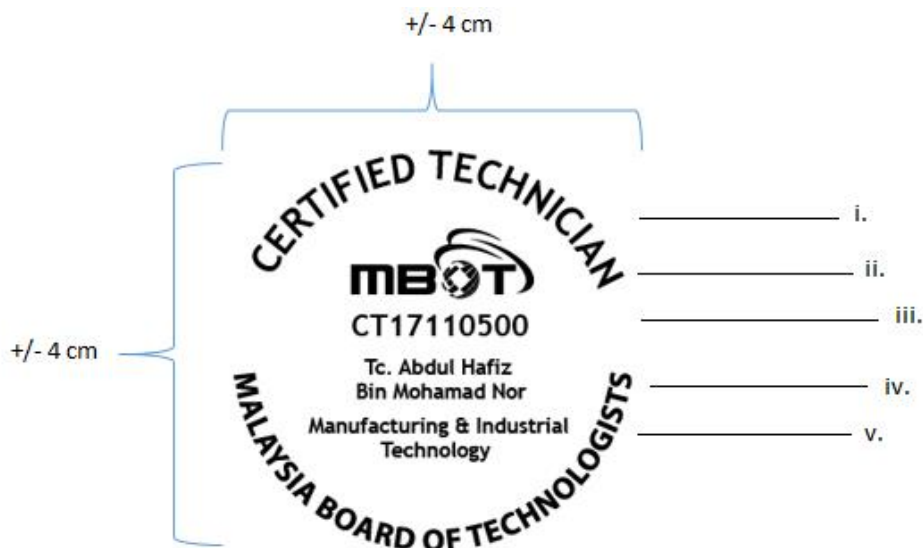 +/- 4 cm
CERTIFIED TECHNICIAN
i.
MBOT
ii.
CT17110500
iii.
+/- 4 cm
Tc. Abdul Hafiz
Bin Mohamad Nor
iv.
Manufacturing & Industrial
Technology
v.
MALAYSIA BOARD OF TECHNOLOGISTS